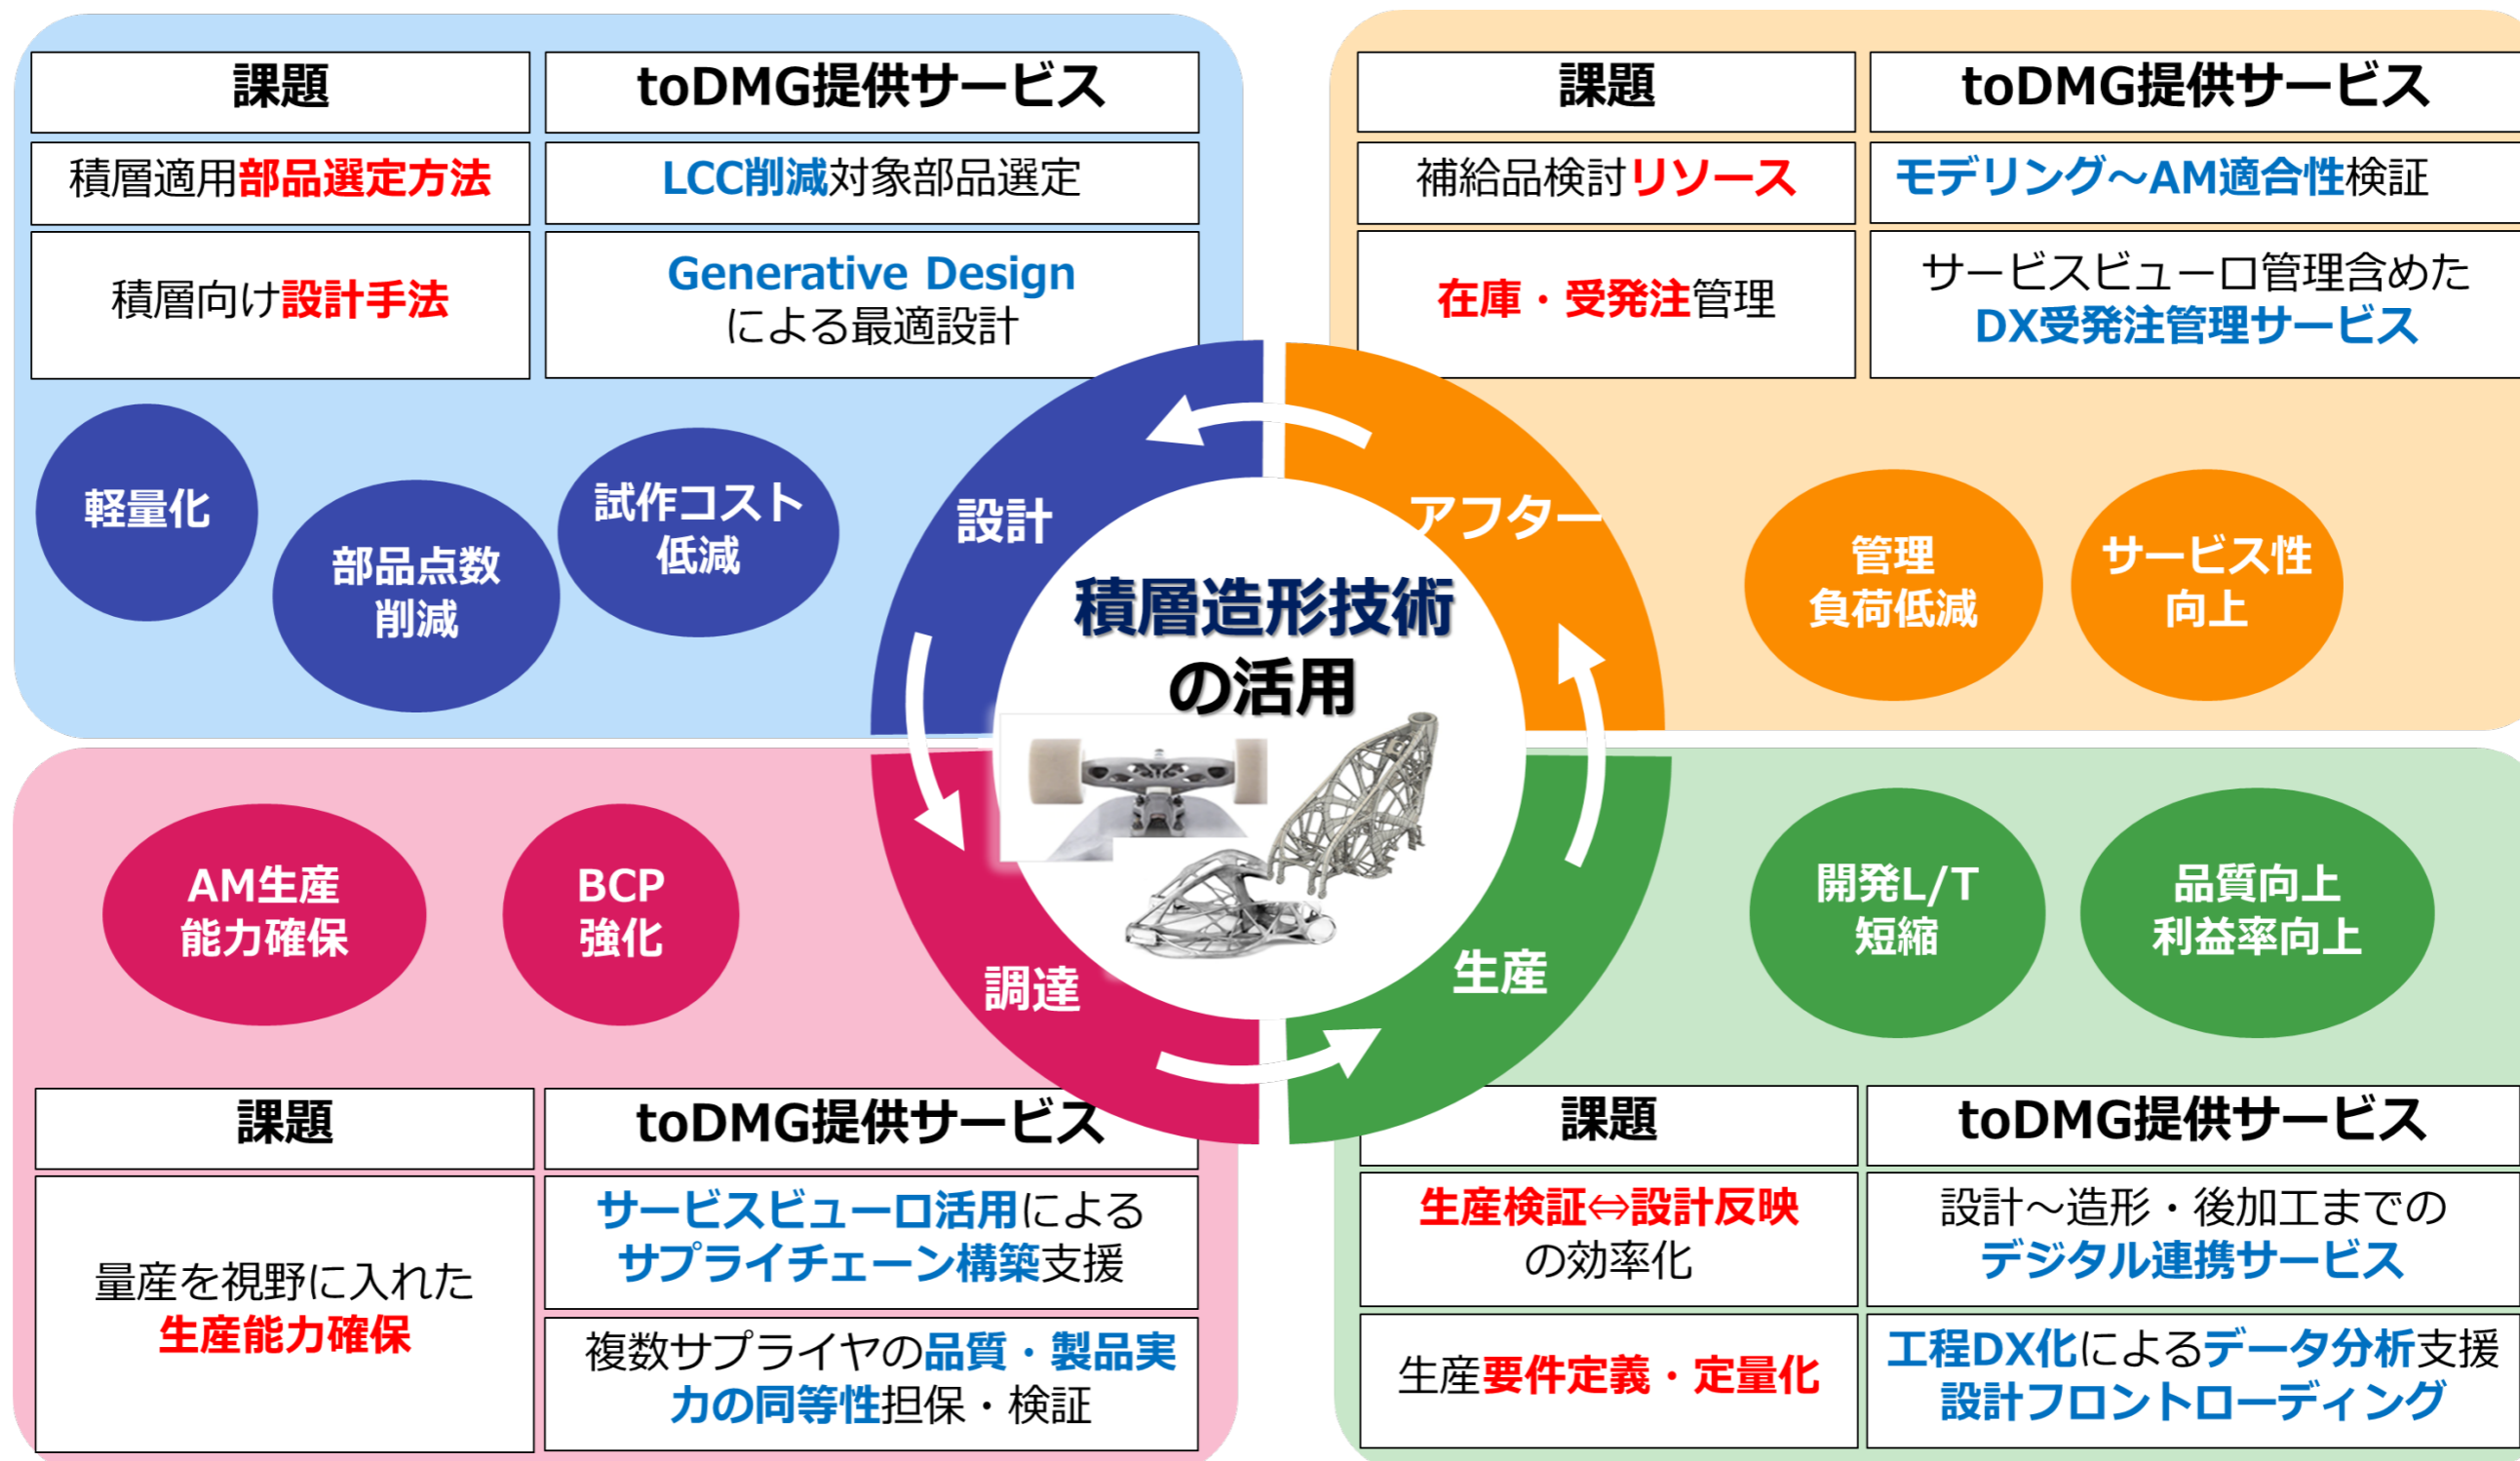 課題
toDMG提供サービス
積層適用部品選定方法
LCC削減対象部品選定
積層向け設計手法
Generative Design
による最適設計
軽量化
部品点数
削減
試作コスト
低減
課題
toDMG提供サービス
補給品検討リソース
モデリング～AM適合性検証
在庫・受発注管理
サービスビューロ管理含めた
DX受発注管理サービス
管理
負荷低減
サービス性
向上
設計
アフター
積層造形技術
の活用
調達
生産
AM生産
能力確保
BCP
強化
課題
toDMG提供サービス
量産を視野に入れた
生産能力確保
サービスビューロ活用による
サプライチェーン構築支援
複数サプライヤの品質・製品実
力の同等性担保・検証
開発L/T
短縮
品質向上
利益率向上
課題
toDMG提供サービス
生産検証⇔設計反映
の効率化
設計～造形・後加工までの
デジタル連携サービス
生産要件定義・定量化
工程DX化によるデータ分析支援
設計フロントローディング